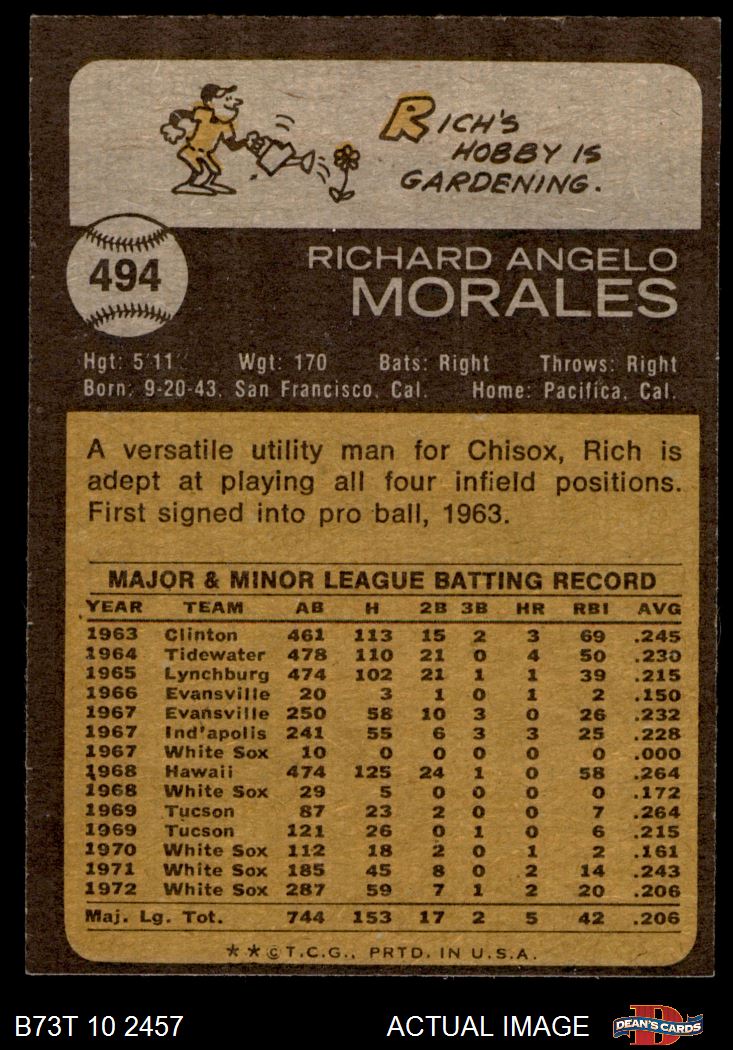 RICH'S
HOBBY IS
GARDENING.
494
RICHARD ANGELO
MORALES
Hgt: 5'11" Wgt: 170 Bats: Right Throws: Right
Born: 9-20-43, San Francisco, Cal. Home: Pacifica, Cal.
A versatile utility man for Chisox, Rich is
adept at playing all four infield positions.
First signed into pro ball, 1963.
MAJOR & MINOR LEAGUE BATTING RECORD
YEAR TEAM AB H 2B 3B HR RBI AVG
1963 Clinton 461 113 15 2 3 69 .245
1964 Tidewater 478 110 21 0 4 50 .230
1965 Lynchburg 474 102 21 1 1 39 .215
1966 Evansville 20 3 1 0 1 2 .150
1967 Evansville 250 58 10 3 0 26 .232
1967 Ind'apolis 241 55 6 3 3 25 .228
1967 White Sox 10 0 0 0 0 0 .000
1968 Hawaii 474 125 24 1 0 58 .264
1968 White Sox 29 5 0 0 0 0 .172
1969 Tucson 87 23 2 0 0 7 .264
1969 Tucson 121 26 0 1 0 6 .215
1970 White Sox 112 18 2 0 1 2 .161
1971 White Sox 185 45 8 0 2 14 .243
1972 White Sox 287 59 7 1 2 20 .206
Maj. Lg. Tot. 744 153 17 2 5 42 .206
**©T.C.G., PRTD. IN U.S.A.
B73T 10 2457 ACTUAL IMAGE DEAN'S CARDS